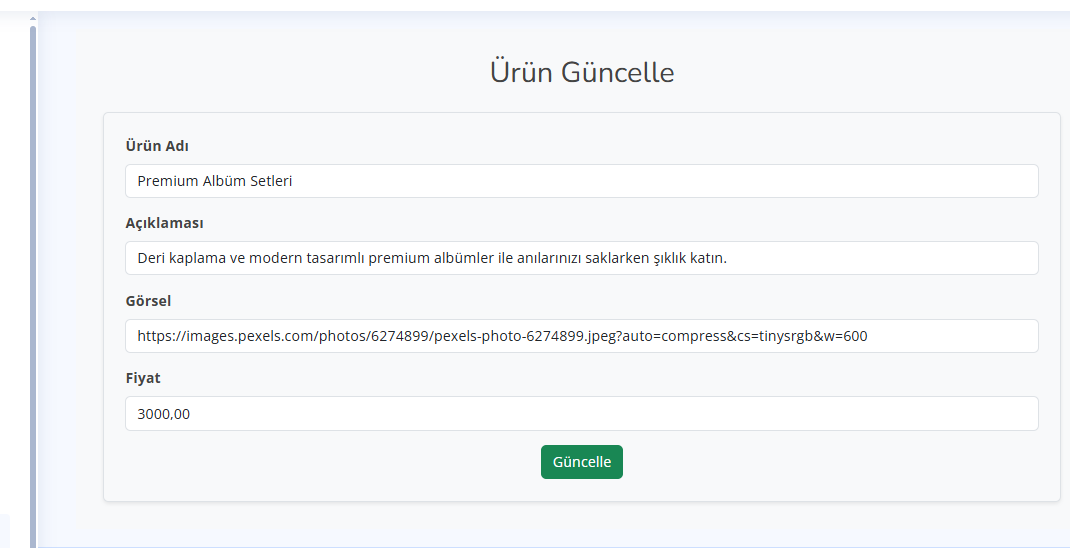 Ürün Güncelle
Ürün Adı
Premium Albüm Setleri
Açıklaması
Deri kaplama ve modern tasarımlı premium albümler ile anılarınızı saklarken şıklık katın.
Görsel
https://images.pexels.com/photos/6274899/pexels-photo-6274899.jpeg?auto=compress&cs=tinysrgb&w=600
Fiyat
3000,00
Güncelle